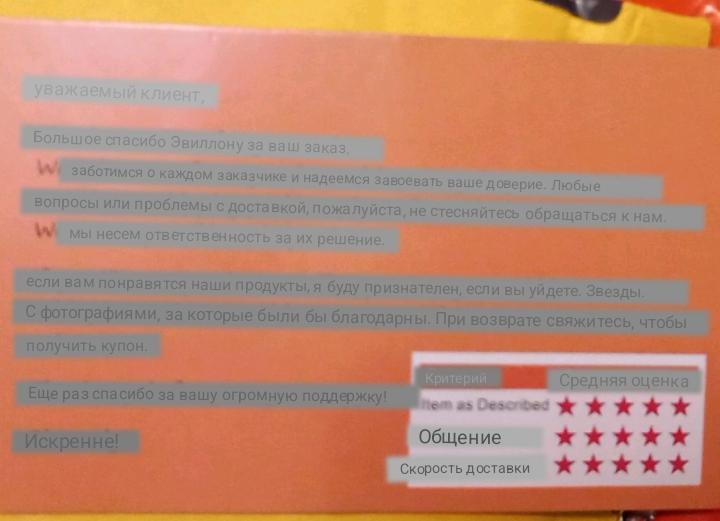 уважаемый клиент,
Большое спасибо Эвиллону за ваш заказ.
W заботимся о каждом заказчике и надеемся завоевать ваше доверие. Любые
вопросы или проблемы с доставкой, пожалуйста, не стесняйтесь обращаться к нам.
W мы несем ответственность за их решение.
если вам понравятся наши продукты, я буду признателен, если вы уйдете. Звезды.
С фотографиями, за которые были бы благодарны. При возврате свяжитесь, чтобы
получить купон.
Еще раз спасибо за вашу огромную поддержку!
Искренне!
Критерий Средняя оценка
Item as Described ★★★★★
Общение ★★★★★
Скорость доставки ★★★★★